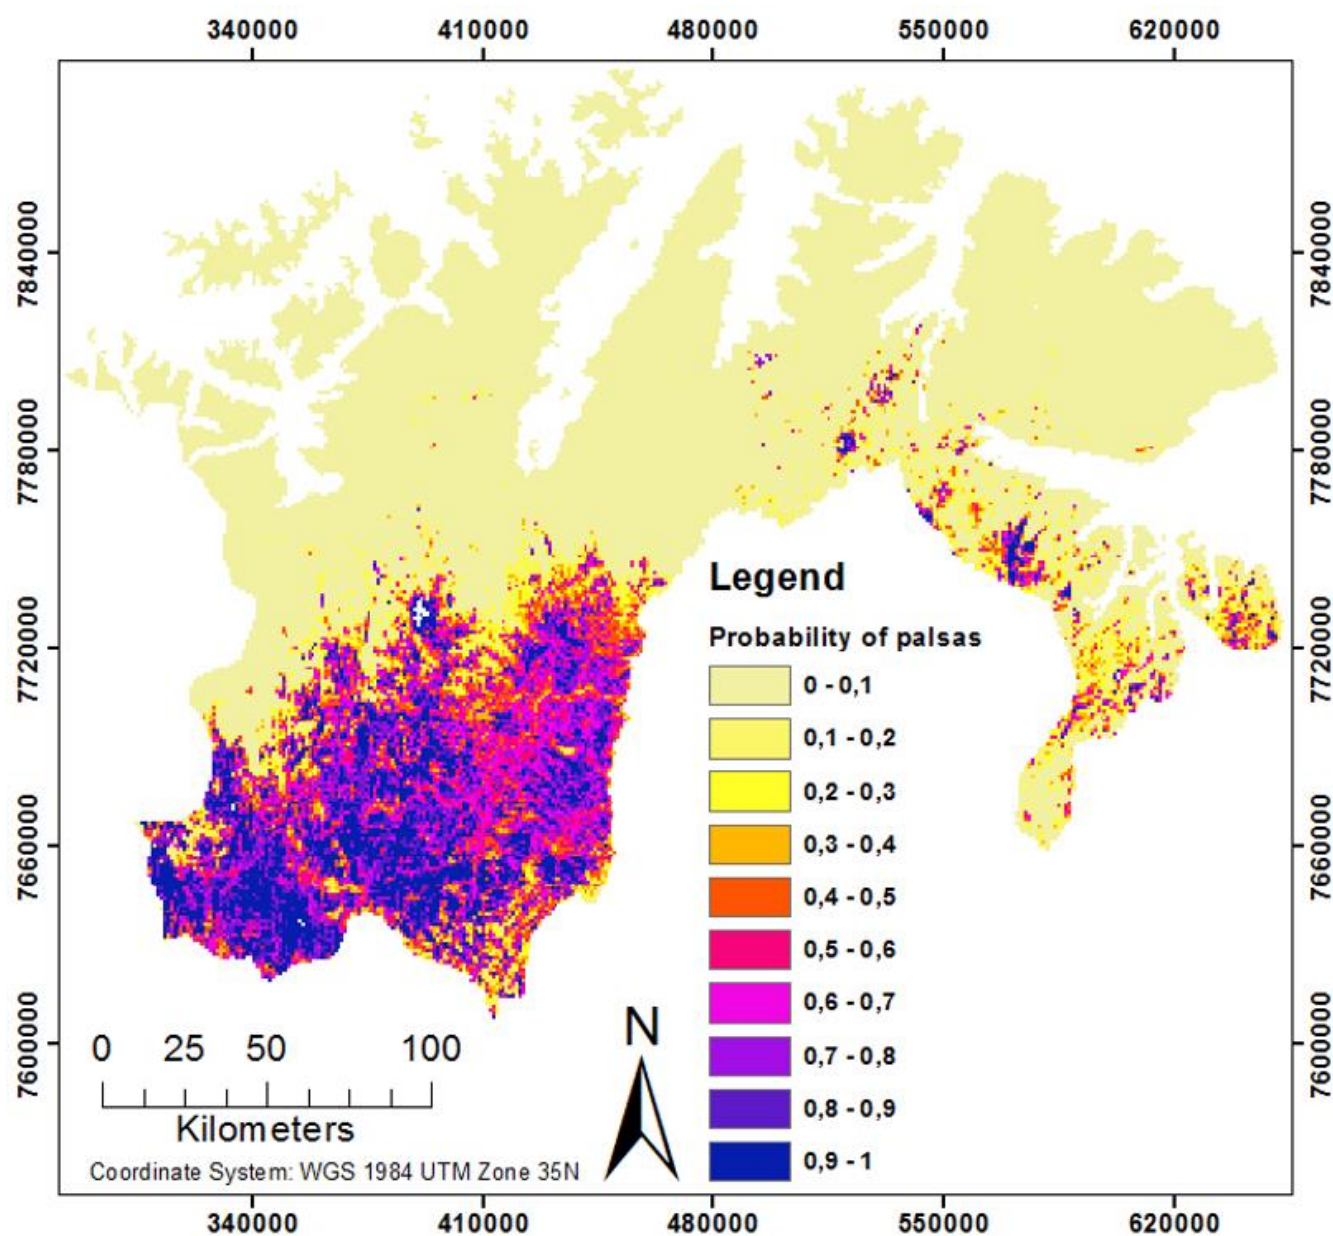 340000 410000 480000 550000 620000
7840000 7840000
7780000 7780000
7720000 7720000
7660000 7660000
7600000 7600000
Legend
Probability of palsas
0 - 0,1
0,1 - 0,2
0,2 - 0,3
0,3 - 0,4
0,4 - 0,5
0,5 - 0,6
0,6 - 0,7
0,7 - 0,8
0,8 - 0,9
0,9 - 1
N
0 25 50 100
Kilometers
Coordinate System: WGS 1984 UTM Zone 35N
340000 410000 480000 550000 620000